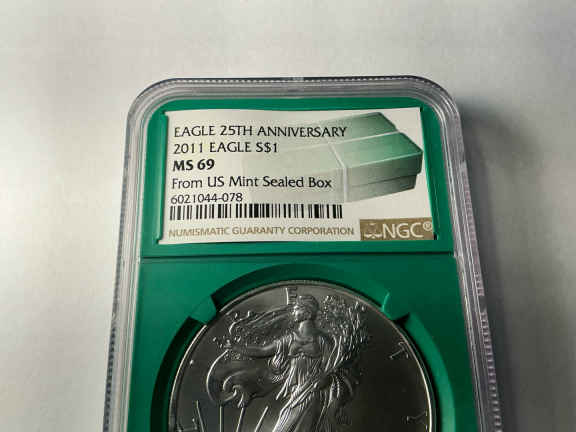 EAGLE 25TH ANNIVERSARY
2011 EAGLE S$1
MS 69
From US Mint Sealed Box
6021044-078
NUMISMATIC GUARANTY CORPORATION NGC®
L E T Y